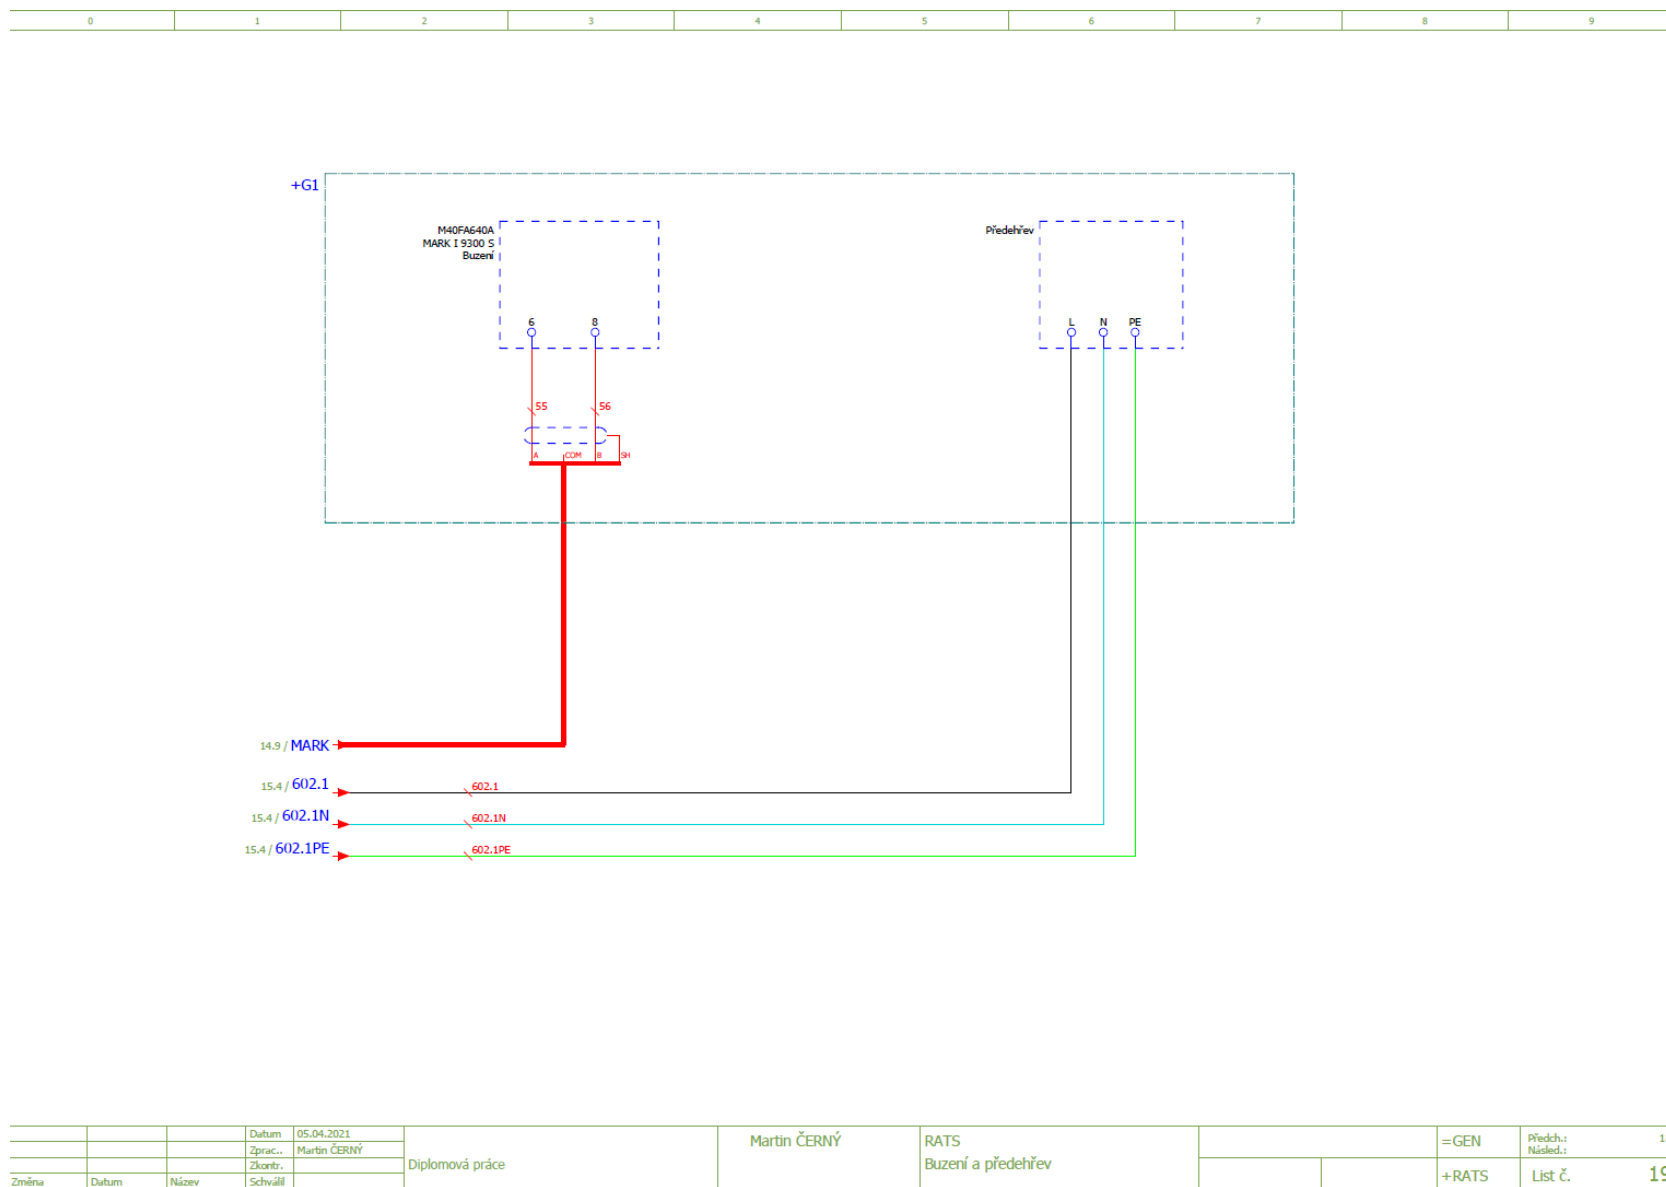 0 1 2 3 4 5 6 7 8 9
+G1
M40FA640A
MARK I 9300 S
Buzení
Předehřev
6 8
L N PE
55 56
A COM B SH
14.9 / MARK
15.4 / 602.1
602.1
15.4 / 602.1N
602.1N
15.4 / 602.1PE
602.1PE
Datum 05.04.2021
Zprac.. Martin ČERNÝ
Zkontr.
Změna Datum Název Schválil
Diplomová práce
Martin ČERNÝ
RATS
Buzení a předehřev
=GEN
+RATS
Předch.:
Násled.:
List č. 19